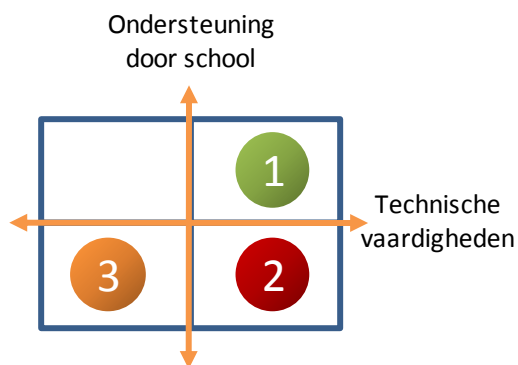 Ondersteuning
door school
1
Technische
vaardigheden
3
2